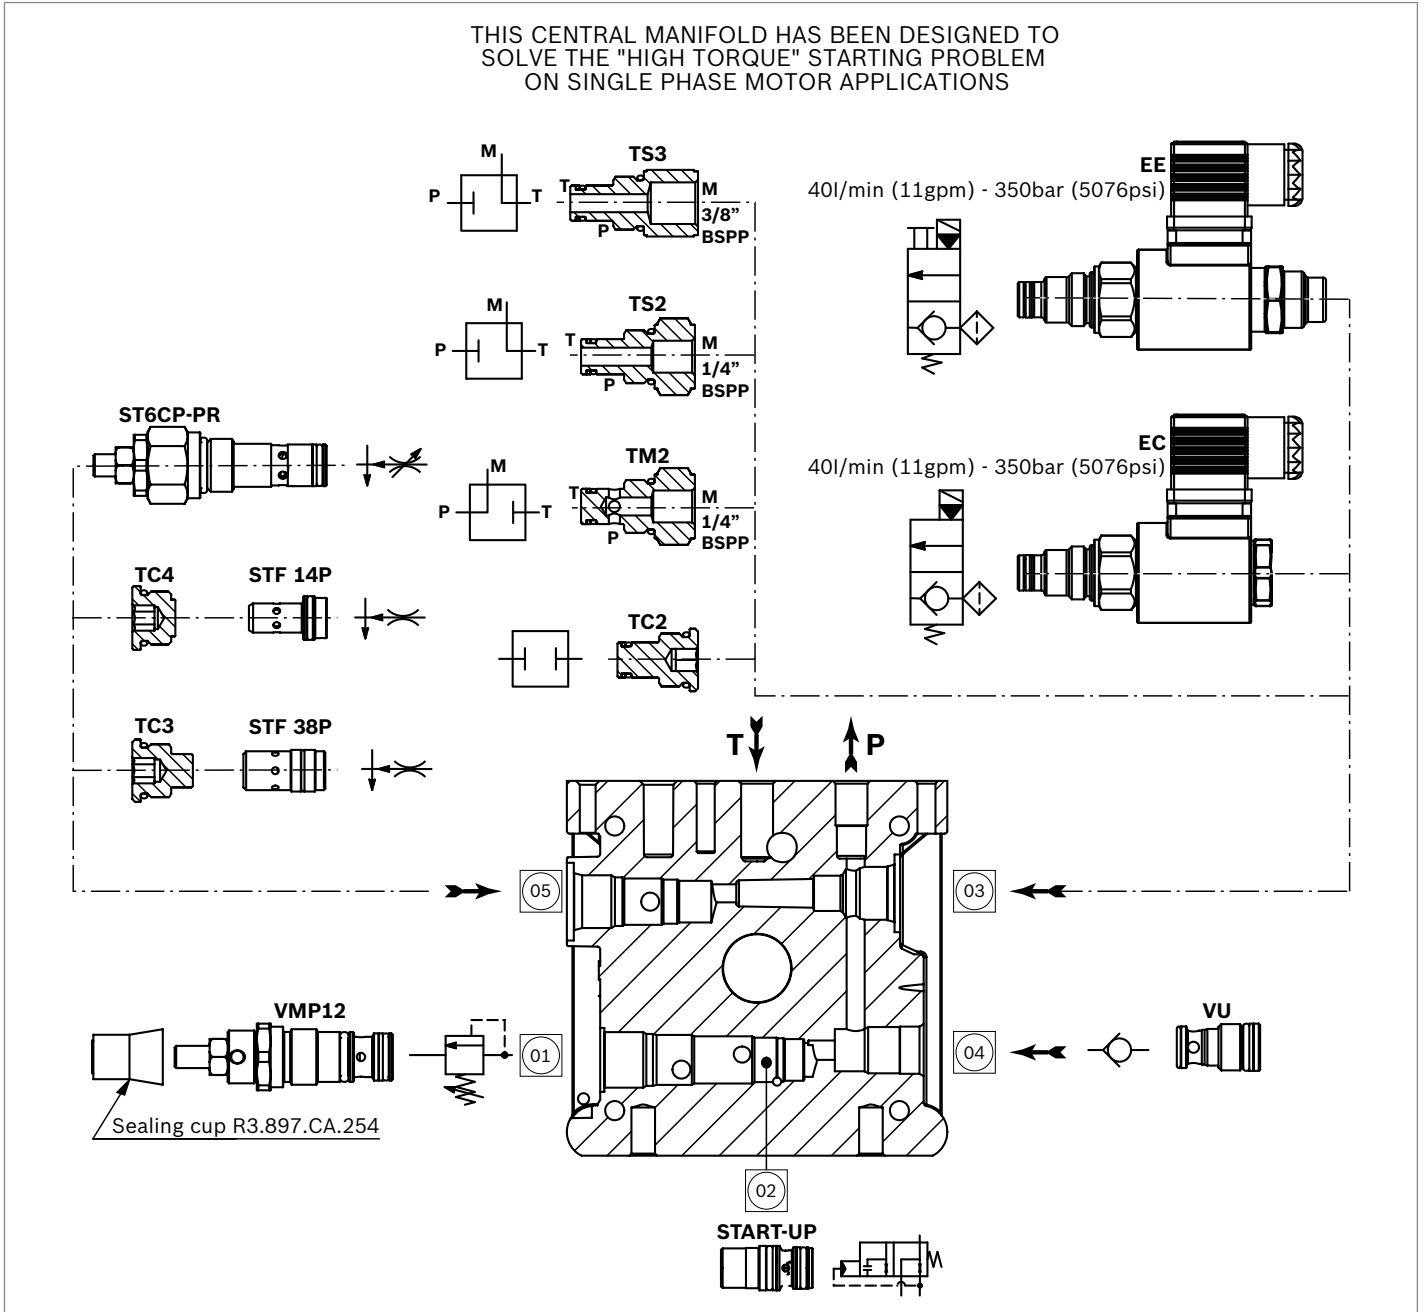 THIS CENTRAL MANIFOLD HAS BEEN DESIGNED TO
SOLVE THE "HIGH TORQUE" STARTING PROBLEM
ON SINGLE PHASE MOTOR APPLICATIONS
M
P
T
TS3
T
P
M
3/8”
BSPP
EE
40l/min (11gpm) - 350bar (5076psi)
M
P
T
TS2
T
P
M
1/4”
BSPP
ST6CP-PR
M
P
T
TM2
T
P
M
1/4”
BSPP
EC
40l/min (11gpm) - 350bar (5076psi)
TC4
STF 14P
TC2
TC3
STF 38P
T
P
05
03
VMP12
01
04
VU
Sealing cup R3.897.CA.254
02
START-UP